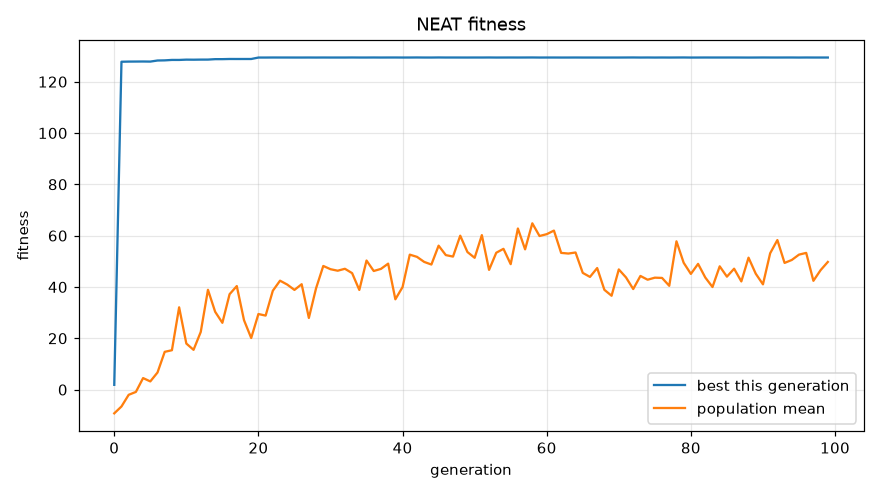 NEAT fitness
120
100
80
60
40
20
0
fitness
0 20 40 60 80 100
generation
best this generation
population mean